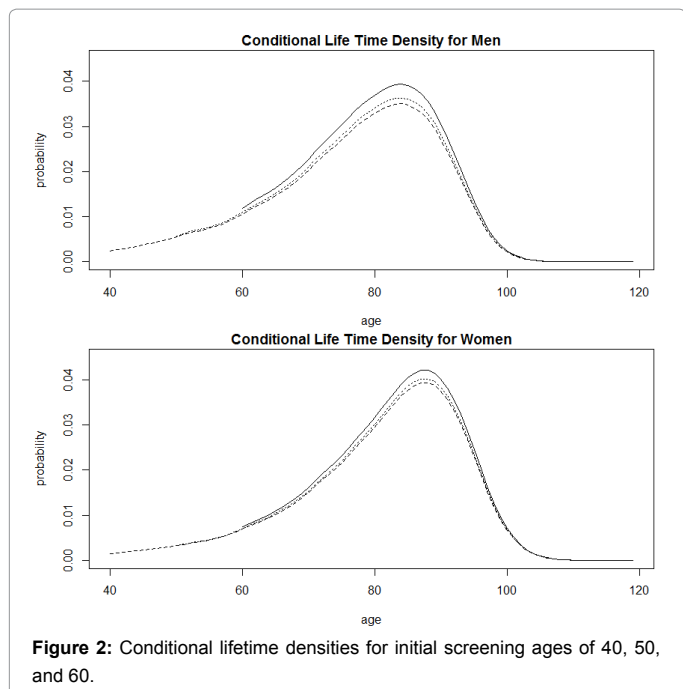 Conditional Life Time Density for Men
probability
0.04
0.03
0.02
0.01
0.00
40 60 80 100 120
age
Conditional Life Time Density for Women
probability
0.04
0.03
0.02
0.01
0.00
40 60 80 100 120
age
Figure 2: Conditional lifetime densities for initial screening ages of 40, 50,
and 60.